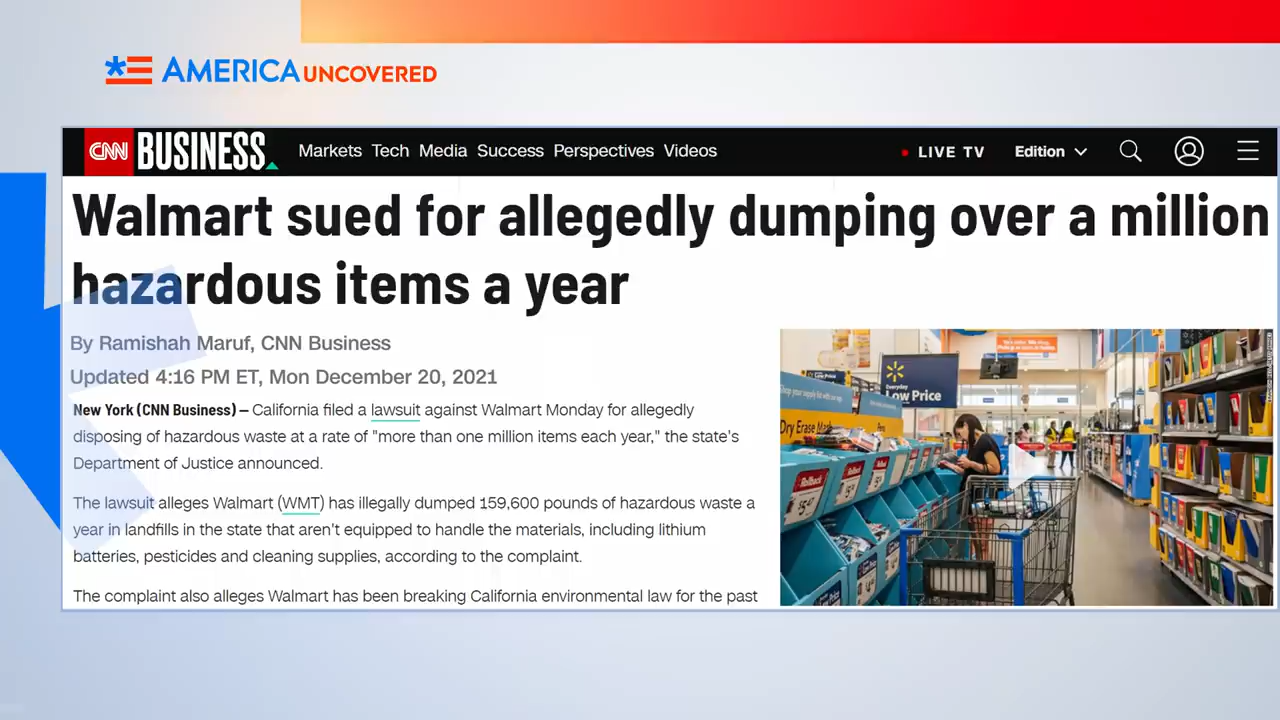 AMERICA UNCOVERED
CNN BUSINESS Markets Tech Media Success Perspectives Videos LIVE TV Edition
Walmart sued for allegedly dumping over a million
hazardous items a year
By Ramishah Maruf, CNN Business
Updated 4:16 PM ET, Mon December 20, 2021
New York (CNN Business) — California filed a lawsuit against Walmart Monday for allegedly
disposing of hazardous waste at a rate of "more than one million items each year," the state's
Department of Justice announced.
The lawsuit alleges Walmart (WMT) has illegally dumped 159,600 pounds of hazardous waste a
year in landfills in the state that aren't equipped to handle the materials, including lithium
batteries, pesticides and cleaning supplies, according to the complaint.
The complaint also alleges Walmart has been breaking California environmental law for the past
Everyday
Low Price
Low Price
Dry Erase
Pens
Rollback
Rollback
Rollback